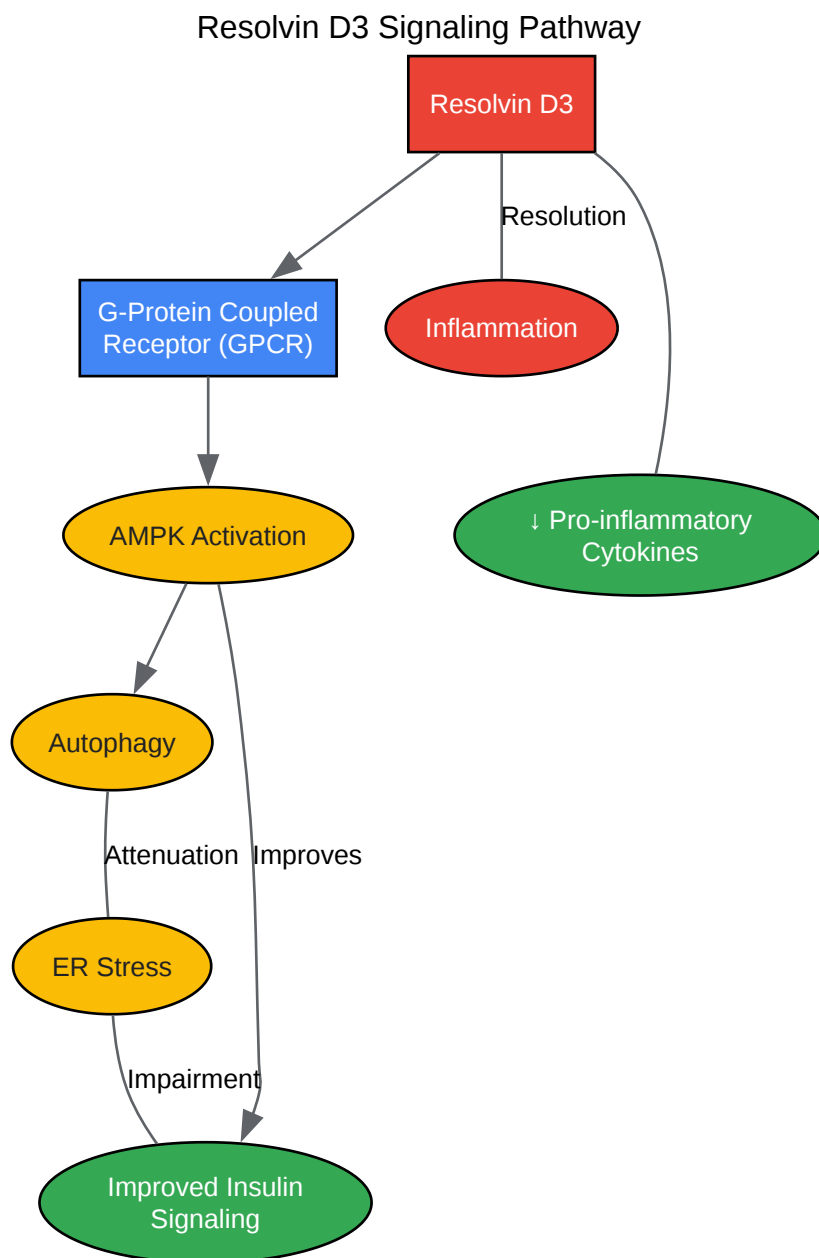 Resolvin D3 Signaling Pathway
Resolvin D3
Resolution
G-Protein Coupled
Receptor (GPCR)
Inflammation
AMPK Activation
↓ Pro-inflammatory
Cytokines
Autophagy
Attenuation
Improves
ER Stress
Impairment
Improved Insulin
Signaling